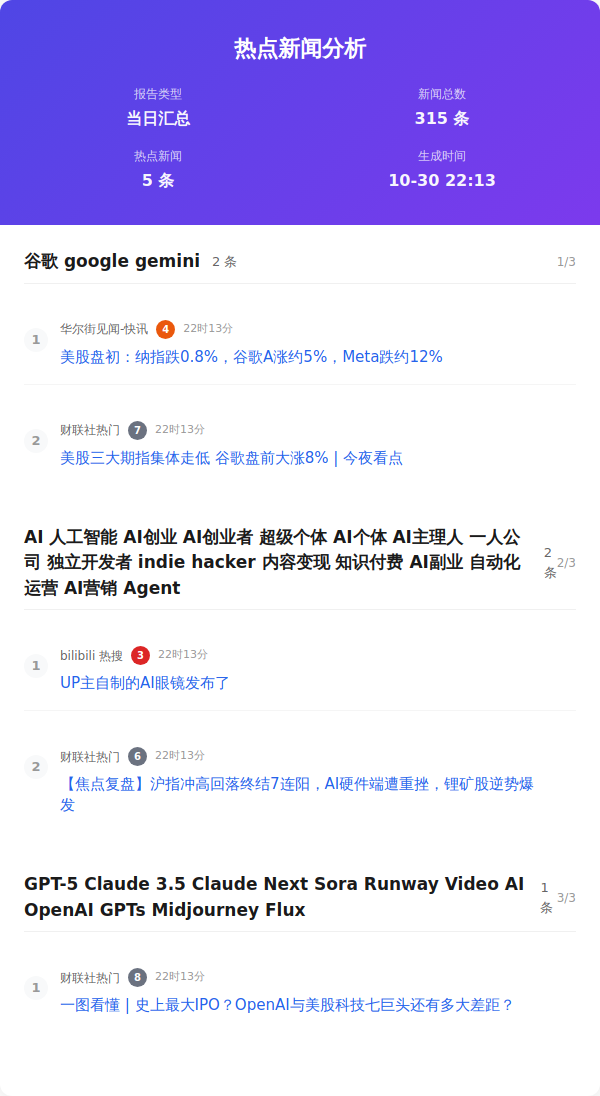 热点新闻分析
报告类型
新闻总数
当日汇总
315 条
热点新闻
生成时间
5 条
10-30 22:13
谷歌 google gemini 2 条 1/3
1
华尔街见闻-快讯 4 22时13分
美股盘初：纳指跌0.8%，谷歌A涨约5%，Meta跌约12%
2
财联社热门 7 22时13分
美股三大期指集体走低 谷歌盘前大涨8% | 今夜看点
AI 人工智能 AI创业 AI创业者 超级个体 AI个体 AI主理人 一人公
司 独立开发者 indie hacker 内容变现 知识付费 AI副业 自动化
运营 AI营销 Agent
2
条
2/3
1
bilibili 热搜 3 22时13分
UP主自制的AI眼镜发布了
2
财联社热门 6 22时13分
【焦点复盘】沪指冲高回落终结7连阳，AI硬件端遭重挫，锂矿股逆势爆
发
GPT-5 Claude 3.5 Claude Next Sora Runway Video AI
OpenAI GPTs Midjourney Flux
1
条
3/3
1
财联社热门 8 22时13分
一图看懂 | 史上最大IPO？OpenAI与美股科技七巨头还有多大差距？